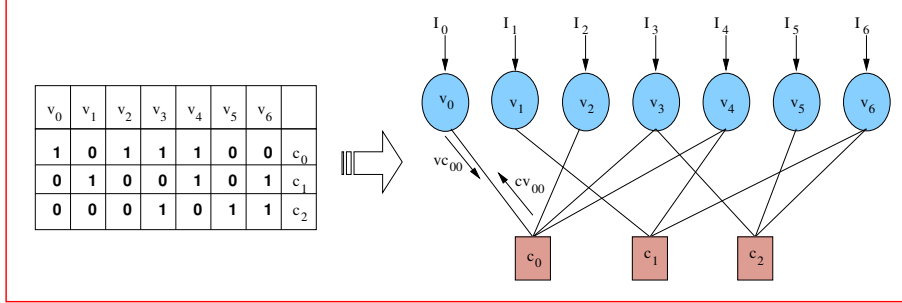 I0 I1 I2 I3 I4 I5 I6
v0 v1 v2 v3 v4 v5 v6
v0 v1 v2 v3 v4 v5 v6
1 0 1 1 1 0 0 c0
0 1 0 0 1 0 1 c1
0 0 0 1 0 1 1 c2
vc00
cv00
c0 c1 c2